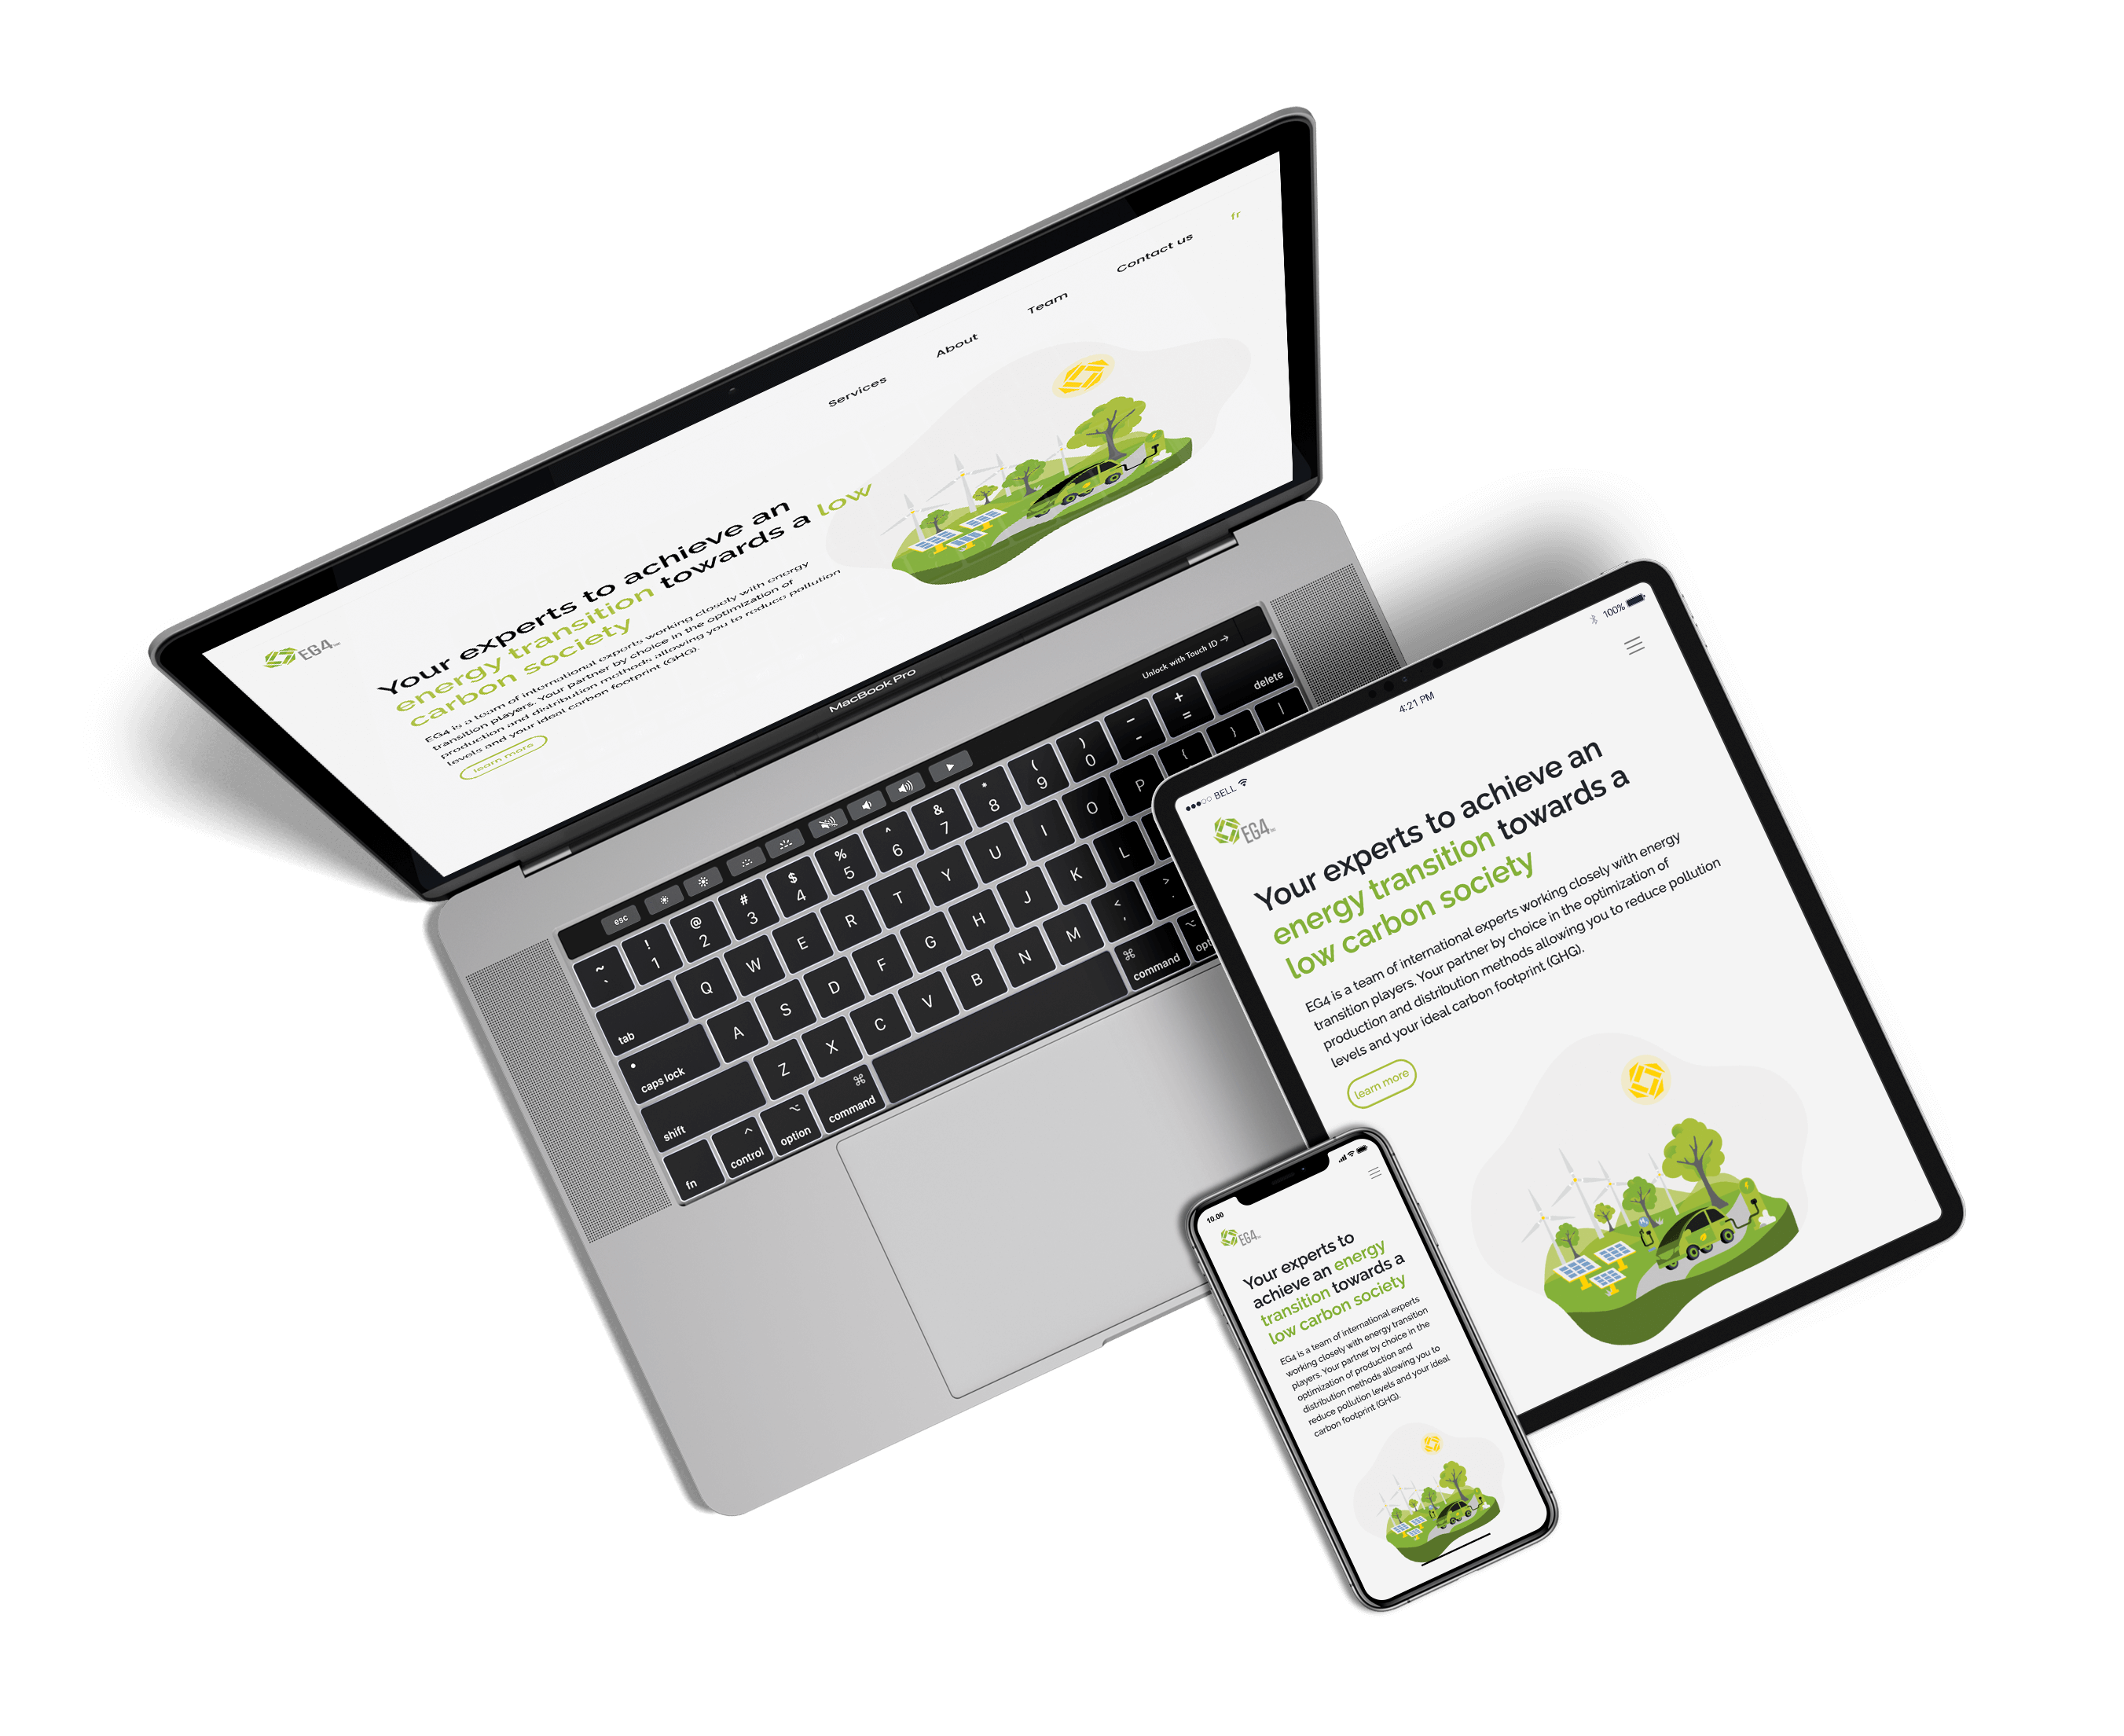 fr
Contact us
Team
About
Services
EG4
Your experts to achieve an
energy transition towards a low
carbon society
EG4 is a team of international experts working closely with energy
transition players. Your partner by choice in the optimization of
production and distribution methods allowing you to reduce pollution
levels and your ideal carbon footprint (GHG).
learn more
MacBook Pro
Unlock with Touch ID →
esc
~ `
! 1
@ 2
# 3
$ 4
% 5
^ 6
& 7
* 8
( 9
) 0
_ -
+ =
delete
tab
Q W E R T Y U I O P { } |
caps lock
A S D F G H J K L
shift
Z X C V B N M < , > .
fn
^ control
⌥ option
⌘ command
⌘ command
⌥ opt
BELL
4:21 PM
100%
EG4
Your experts to achieve an
energy transition towards a
low carbon society
EG4 is a team of international experts working closely with energy
transition players. Your partner by choice in the optimization of
production and distribution methods allowing you to reduce pollution
levels and your ideal carbon footprint (GHG).
learn more
10.00
EG4
Your experts to
achieve an energy
transition towards a
low carbon society
EG4 is a team of international experts
working closely with energy transition
players. Your partner by choice in the
optimization of production and
distribution methods allowing you to
reduce pollution levels and your ideal
carbon footprint (GHG).